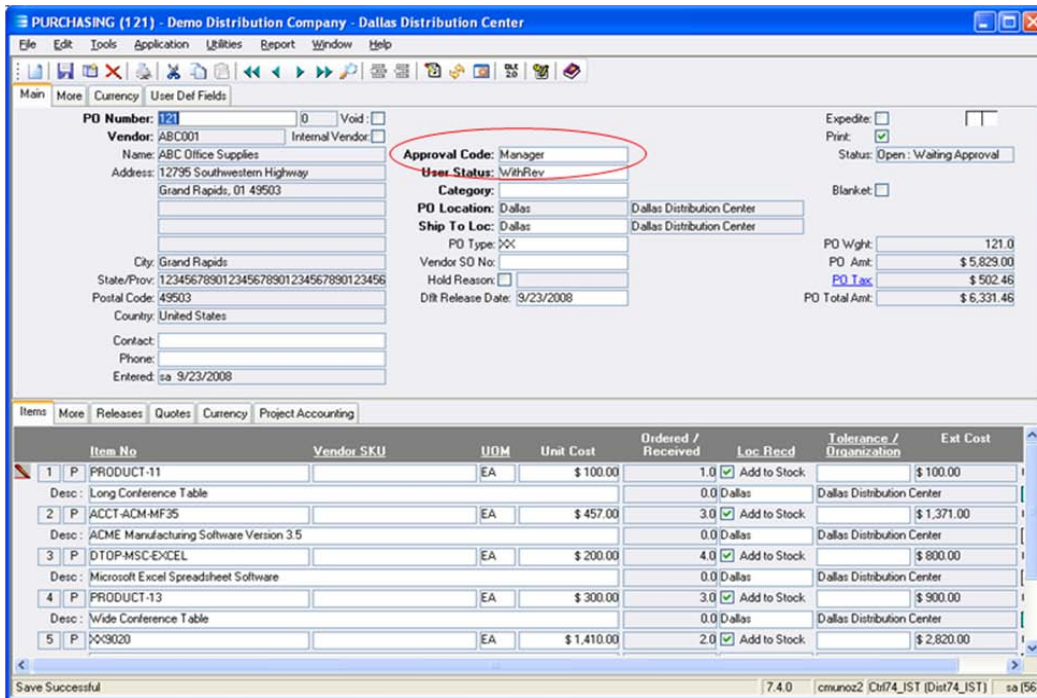 PURCHASING (121) - Demo Distribution Company - Dallas Distribution Center
File Edit Tools Application Utilities Report Window Help
Main More Currency User Def Fields
PO Number: 121 0 Void: Expedite:
Vendor: ABC001 Internal Vendor: Print:
Name: ABC Office Supplies Approval Code: Manager Status: Open : Waiting Approval
Address: 12795 Southwestern Highway User Status: WithRev
Grand Rapids, 01 49503 Category: Blanket:
PO Location: Dallas Dallas Distribution Center
Ship To Loc: Dallas Dallas Distribution Center
PO Type: XX PO Wght: 121.0
City: Grand Rapids Vendor SO No: PO Amt: $ 5,829.00
State/Prov: 123456789012345678901234567890123456 Hold Reason: PO Tax: $ 502.46
Postal Code: 49503 Dflt Release Date: 9/23/2008 PO Total Amt: $ 6,331.46
Country: United States
Contact:
Phone:
Entered: sa 9/23/2008
Items More Releases Quotes Currency Project Accounting
Item No Vendor SKU UOM Unit Cost Ordered / Received Loc Recd Tolerance / Organization Ext Cost
1 P PRODUCT-11 EA $ 100.00 1.0 Add to Stock $ 100.00
Desc : Long Conference Table 0.0 Dallas Dallas Distribution Center
2 P ACCT-ACM-MF35 EA $ 457.00 3.0 Add to Stock $ 1,371.00
Desc : ACME Manufacturing Software Version 3.5 0.0 Dallas Dallas Distribution Center
3 P DTOP-MSC-EXCEL EA $ 200.00 4.0 Add to Stock $ 800.00
Desc : Microsoft Excel Spreadsheet Software 0.0 Dallas Dallas Distribution Center
4 P PRODUCT-13 EA $ 300.00 3.0 Add to Stock $ 900.00
Desc : Wide Conference Table 0.0 Dallas Dallas Distribution Center
5 P XX9020 EA $ 1,410.00 2.0 Add to Stock $ 2,820.00
Save Successful 7.4.0 cmunoz2 Ctrl74_IST (Dist74_IST) sa (56